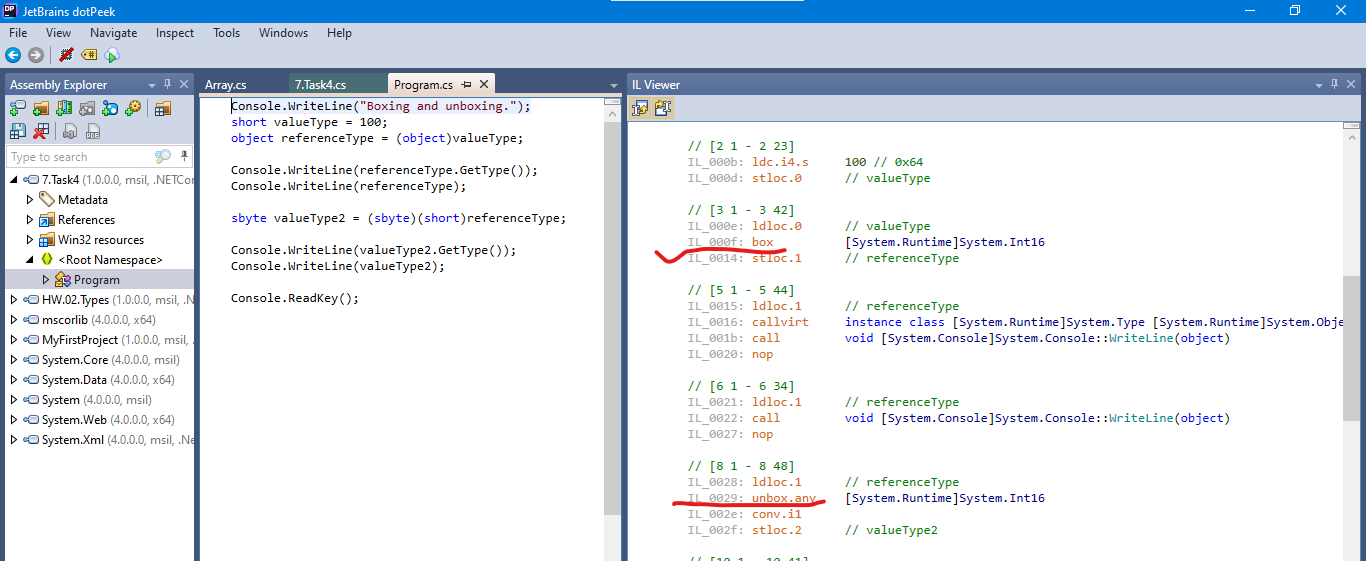 JetBrains dotPeek
File View Navigate Inspect Tools Windows Help
Assembly Explorer
Type to search
7.Task4 (1.0.0.0, msil, .NETCor
Metadata
References
Win32 resources
<Root Namespace>
Program
HW.02.Types (1.0.0.0, msil, .N
mscorlib (4.0.0.0, x64)
MyFirstProject (1.0.0.0, msil, .
System.Core (4.0.0.0, msil)
System.Data (4.0.0.0, x64)
System (4.0.0.0, msil)
System.Web (4.0.0.0, x64)
System.Xml (4.0.0.0, msil, .Ne
Array.cs 7.Task4.cs Program.cs
Console.WriteLine("Boxing and unboxing.");
short valueType = 100;
object referenceType = (object)valueType;
Console.WriteLine(referenceType.GetType());
Console.WriteLine(referenceType);
sbyte valueType2 = (sbyte)(short)referenceType;
Console.WriteLine(valueType2.GetType());
Console.WriteLine(valueType2);
Console.ReadKey();
IL Viewer
// [2 1 - 2 23]
IL_000b: ldc.i4.s 100 // 0x64
IL_000d: stloc.0 // valueType
// [3 1 - 3 42]
IL_000e: ldloc.0 // valueType
IL_000f: box [System.Runtime]System.Int16
IL_0014: stloc.1 // referenceType
// [5 1 - 5 44]
IL_0015: ldloc.1 // referenceType
IL_0016: callvirt instance class [System.Runtime]System.Type [System.Runtime]System.Obje
IL_001b: call void [System.Console]System.Console::WriteLine(object)
IL_0020: nop
// [6 1 - 6 34]
IL_0021: ldloc.1 // referenceType
IL_0022: call void [System.Console]System.Console::WriteLine(object)
IL_0027: nop
// [8 1 - 8 48]
IL_0028: ldloc.1 // referenceType
IL_0029: unbox.any [System.Runtime]System.Int16
IL_002e: conv.i1
IL_002f: stloc.2 // valueType2
// [10 1 - 10 41]